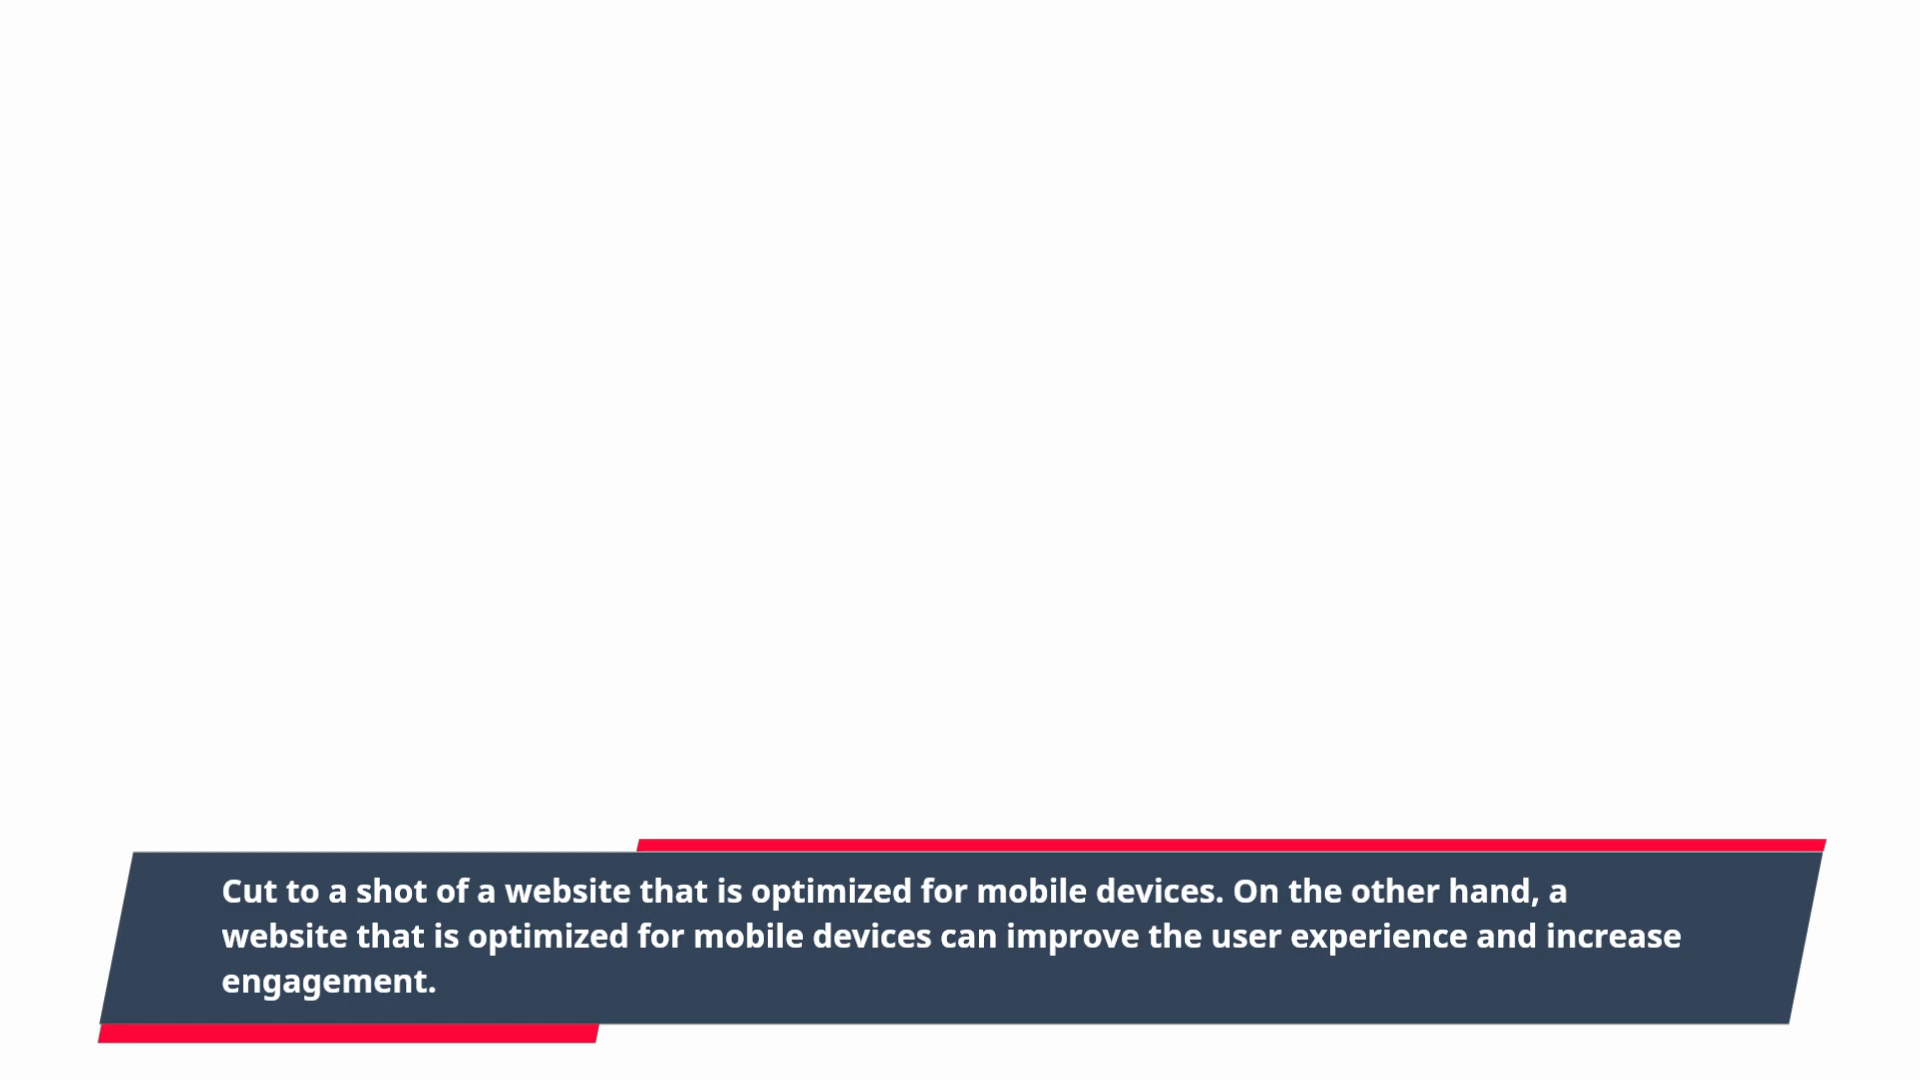 Cut to a shot of a website that is optimized for mobile devices. On the other hand, a
website that is optimized for mobile devices can improve the user experience and increase
engagement.